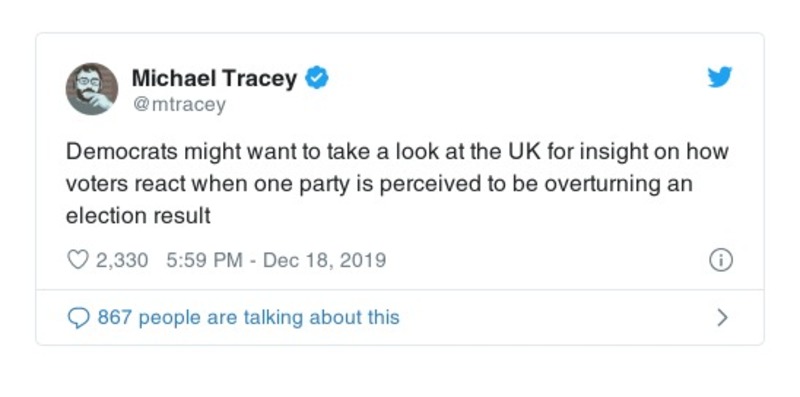 Michael Tracey
@mtracey
Democrats might want to take a look at the UK for insight on how
voters react when one party is perceived to be overturning an
election result
2,330 5:59 PM - Dec 18, 2019
867 people are talking about this